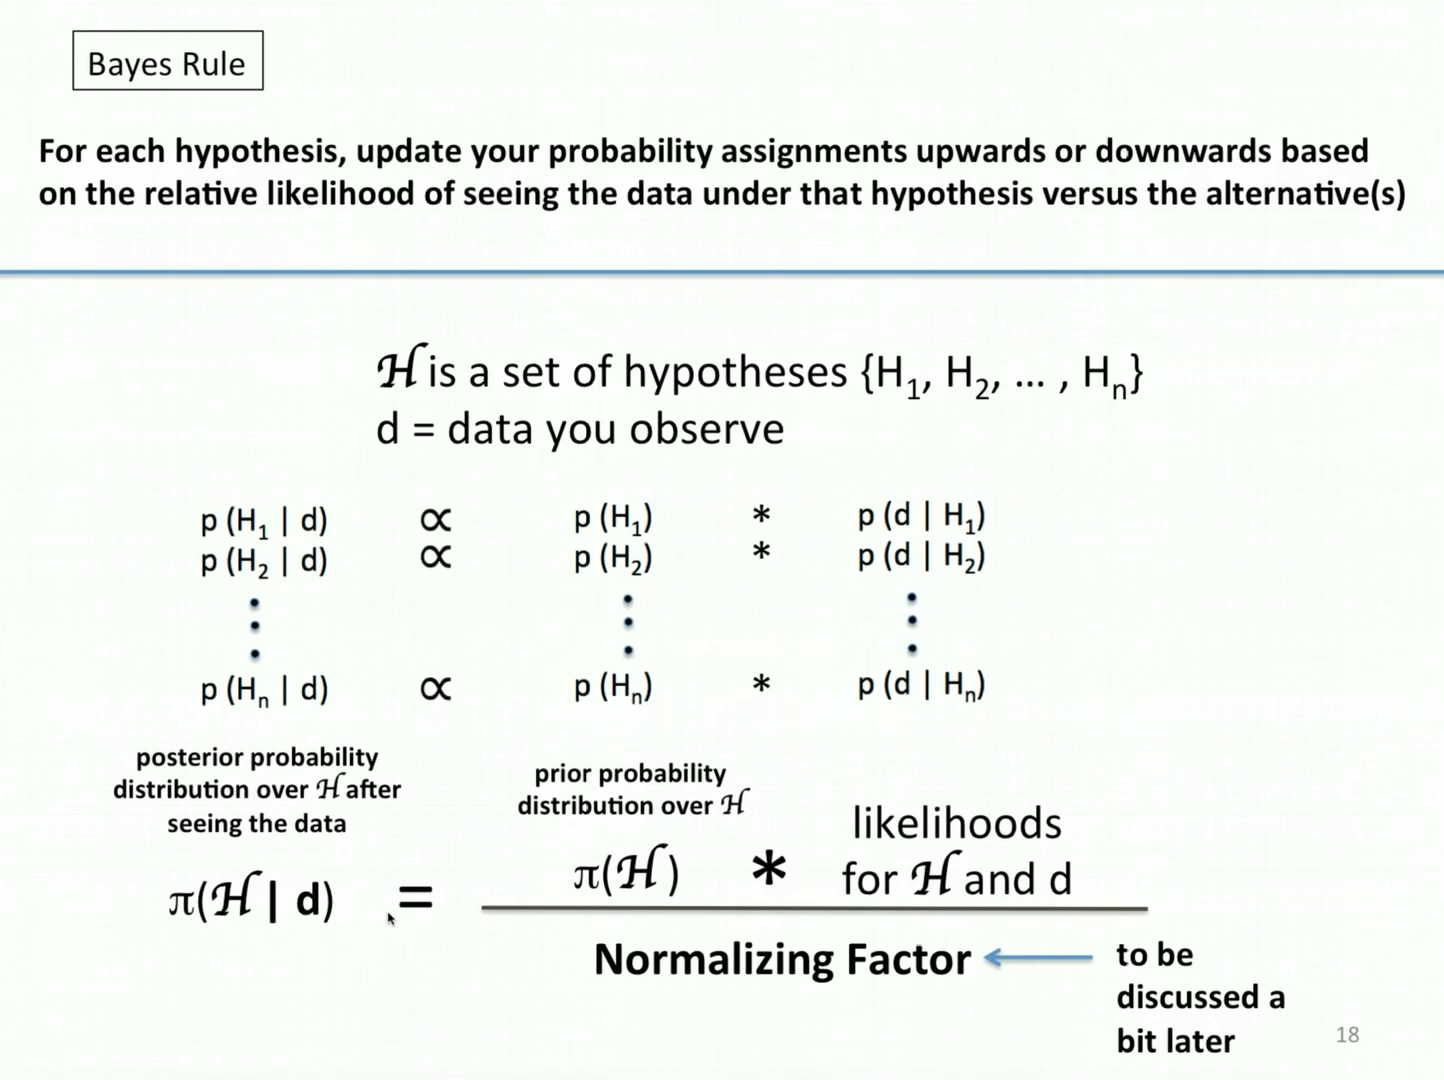 Bayes Rule
For each hypothesis, update your probability assignments upwards or downwards based
on the relative likelihood of seeing the data under that hypothesis versus the alternative(s)
ℋ is a set of hypotheses {H₁, H₂, ... , Hₙ}
d = data you observe
p (H₁ | d) ∝ p (H₁) * p (d | H₁)
p (H₂ | d) ∝ p (H₂) * p (d | H₂)
p (Hₙ | d) ∝ p (Hₙ) * p (d | Hₙ)
posterior probability
distribution over ℋ after
seeing the data
prior probability
distribution over ℋ
likelihoods
for ℋ and d
π(ℋ | d) = π(ℋ) *
Normalizing Factor
to be
discussed a
bit later
18